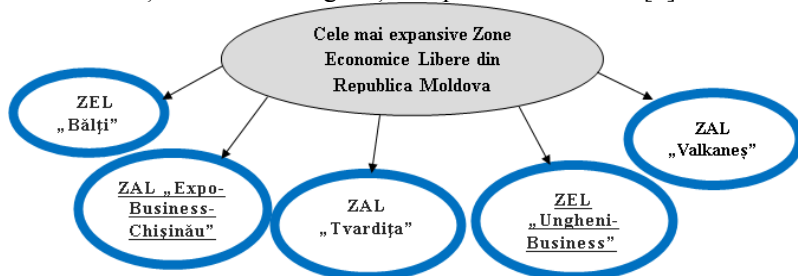 Cele mai expansive Zone
Economice Libere din
Republica Moldova
ZEL
„Bălți”
ZAL „Expo-
Business-
Chișinău”
ZAL
„Tvardița”
ZEL
„Ungheni-
Business”
ZAL
„Valkaneș”